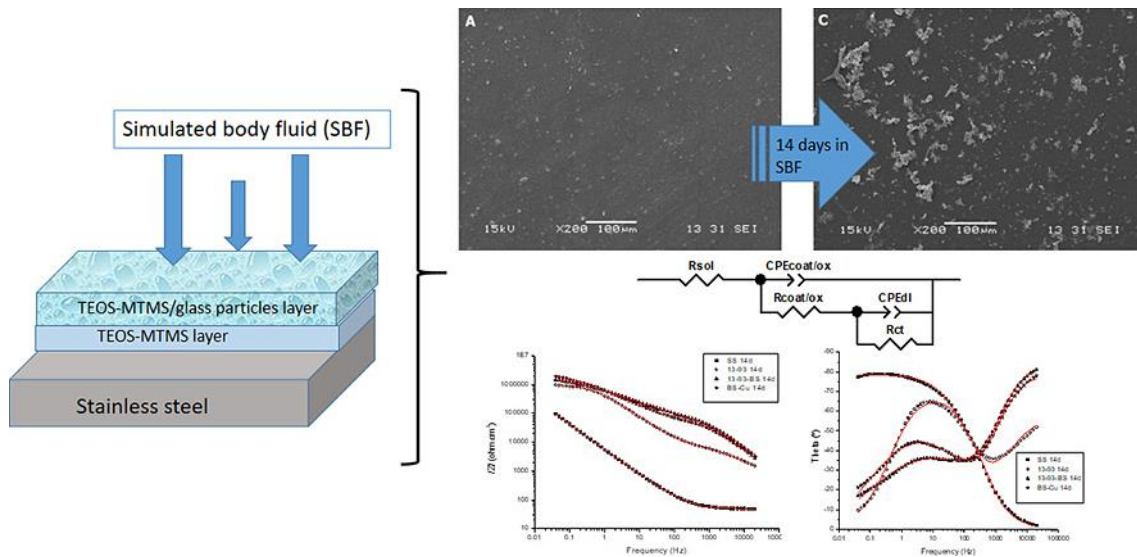 Simulated body fluid (SBF)
TEOS-MTMS/glass particles layer
TEOS-MTMS layer
Stainless steel
A
15kV X200 100μm 13 31 SEI
14 days in
SBF
C
15kV X200 100μm 13 31 SEI
Rsol
CPEcoat/ox
Rcoat/ox
CPEdl
Rct
1E7
1000000
100000
10000
1000
100
10
SS 14d
13-03 14d
13-03-BS 14d
BS-Cu 14d
/Z/ (ohm cm²)
0.01 0.1 1 10 100 1000 10000 100000
Frequency (Hz)
-90
-80
-70
-60
-50
-40
-30
-20
-10
0
Theta (°)
SS 14d
13-03 14d
13-03-BS 14d
BS-Cu 14d
0.01 0.1 1 10 100 1000 10000 100000
Frequency (Hz)